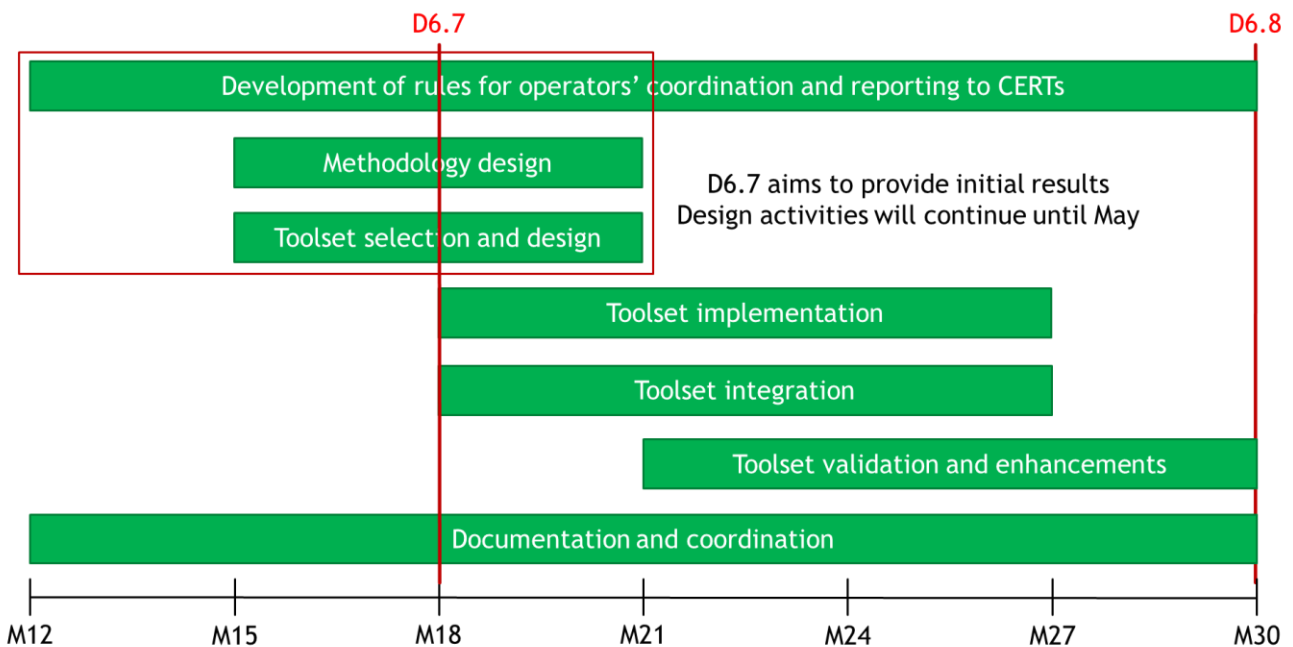 D6.7
D6.8
Development of rules for operators’ coordination and reporting to CERTs
Methodology design
D6.7 aims to provide initial results
Design activities will continue until May
Toolset selection and design
Toolset implementation
Toolset integration
Toolset validation and enhancements
Documentation and coordination
M12
M15
M18
M21
M24
M27
M30